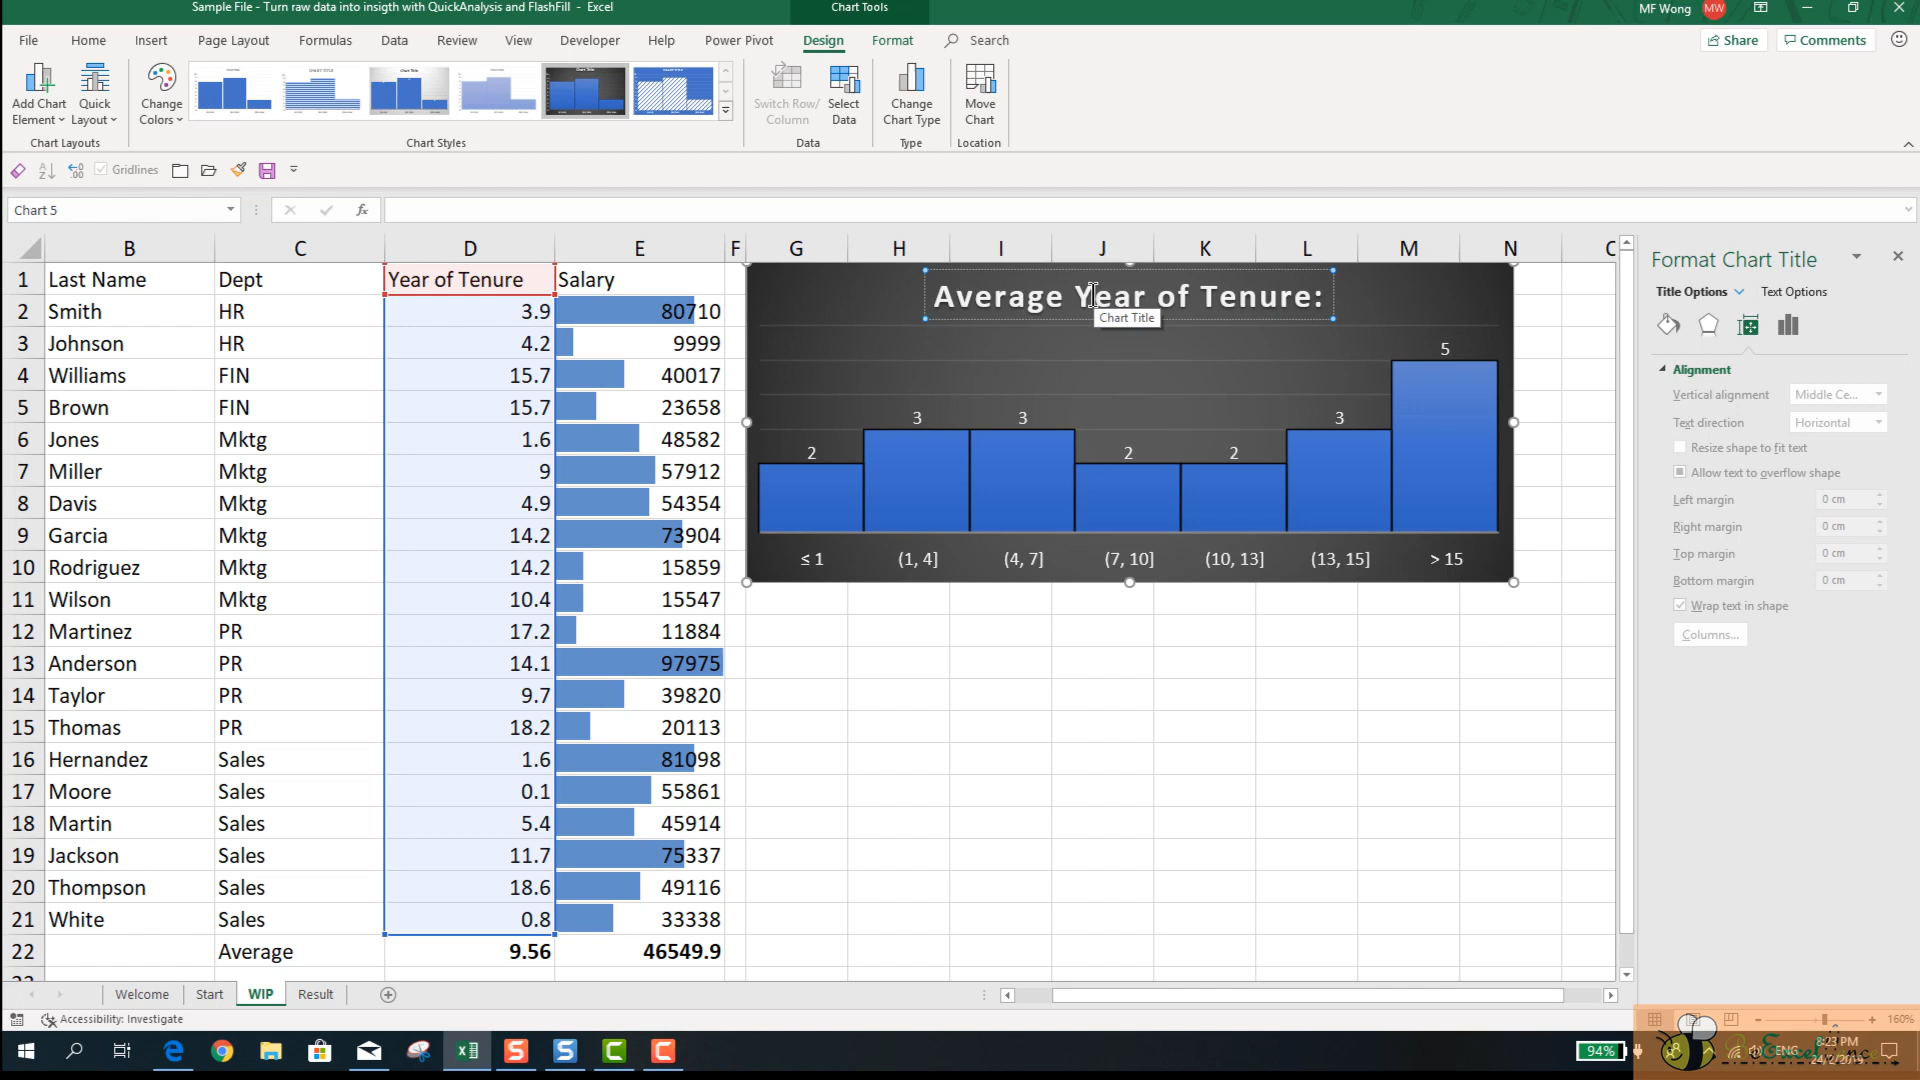 Sample File - Turn raw data into insigth with QuickAnalysis and FlashFill - Excel
Chart Tools
MF Wong
MW
File Home Insert Page Layout Formulas Data Review View Developer Help Power Pivot Design Format Search
Share
Comments
Add Chart Element
Quick Layout
Change Colors
Switch Row/ Column
Select Data
Change Chart Type
Move Chart
Chart Layouts Chart Styles Data Type Location
Gridlines
Chart 5
fx
B C D E F G H I J K L M N
1 Last Name Dept Year of Tenure Salary
2 Smith HR 3.9 80710
3 Johnson HR 4.2 9999
4 Williams FIN 15.7 40017
5 Brown FIN 15.7 23658
6 Jones Mktg 1.6 48582
7 Miller Mktg 9 57912
8 Davis Mktg 4.9 54354
9 Garcia Mktg 14.2 73904
10 Rodriguez Mktg 14.2 15859
11 Wilson Mktg 10.4 15547
12 Martinez PR 17.2 11884
13 Anderson PR 14.1 97975
14 Taylor PR 9.7 39820
15 Thomas PR 18.2 20113
16 Hernandez Sales 1.6 81098
17 Moore Sales 0.1 55861
18 Martin Sales 5.4 45914
19 Jackson Sales 11.7 75337
20 Thompson Sales 18.6 49116
21 White Sales 0.8 33338
22 Average 9.56 46549.9
Average Year of Tenure:
Chart Title
2 3 3 2 2 3 5
≤ 1 (1, 4] (4, 7] (7, 10] (10, 13] (13, 15] > 15
Format Chart Title
Title Options Text Options
Alignment
Vertical alignment Middle Ce...
Text direction Horizontal
Resize shape to fit text
Allow text to overflow shape
Left margin 0 cm
Right margin 0 cm
Top margin 0 cm
Bottom margin 0 cm
Wrap text in shape
Columns...
Welcome Start WIP Result
Accessibility: Investigate
160%
94%
ENG
8:23 PM
24/2/2019